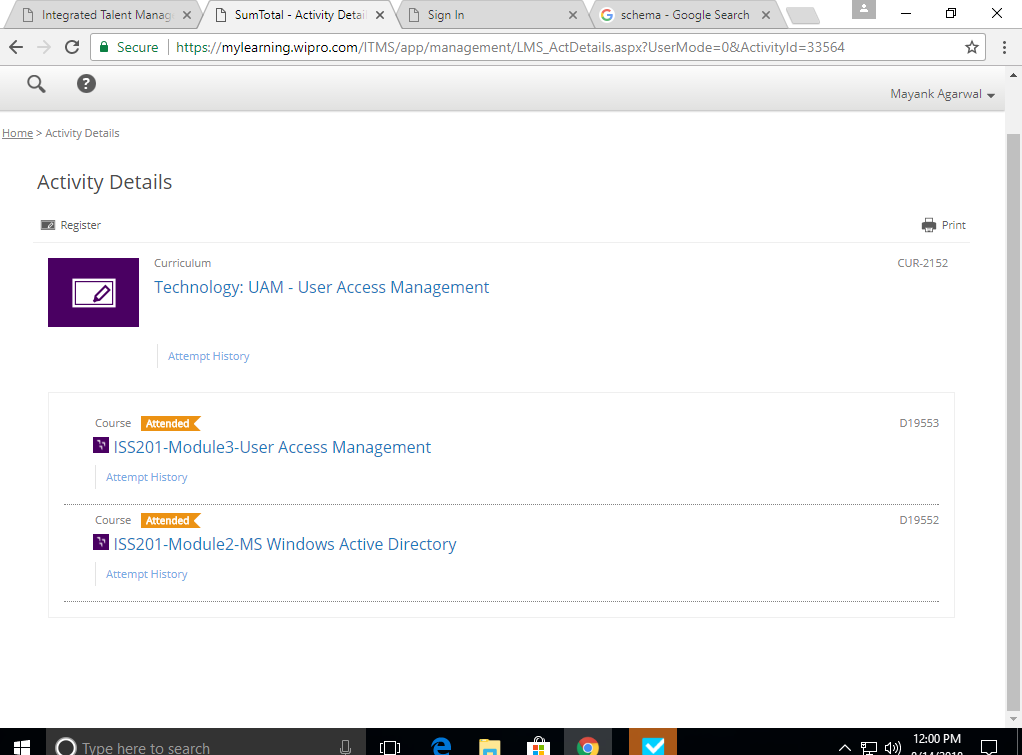 Integrated Talent Manag
SumTotal - Activity Detai
Sign In
schema - Google Search
Secure
https://mylearning.wipro.com/ITMS/app/management/LMS_ActDetails.aspx?UserMode=0&ActivityId=33564
?
Mayank Agarwal
Home > Activity Details
Activity Details
Register
Print
Curriculum
CUR-2152
Technology: UAM - User Access Management
Attempt History
Course Attended
D19553
ISS201-Module3-User Access Management
Attempt History
Course Attended
D19552
ISS201-Module2-MS Windows Active Directory
Attempt History
Type here to search
12:00 PM